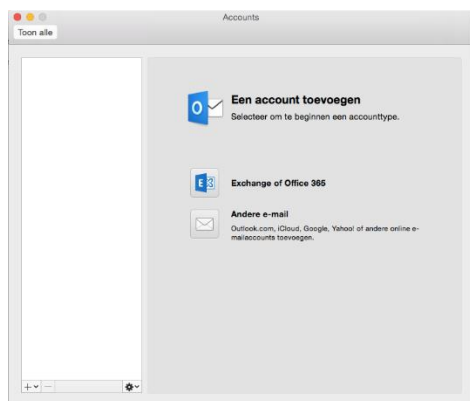 Accounts
Toon alle
Een account toevoegen
Selecteer om te beginnen een accounttype.
Exchange of Office 365
Andere e-mail
Outlook.com, iCloud, Google, Yahoo! of andere online e-
mailaccounts toevoegen.